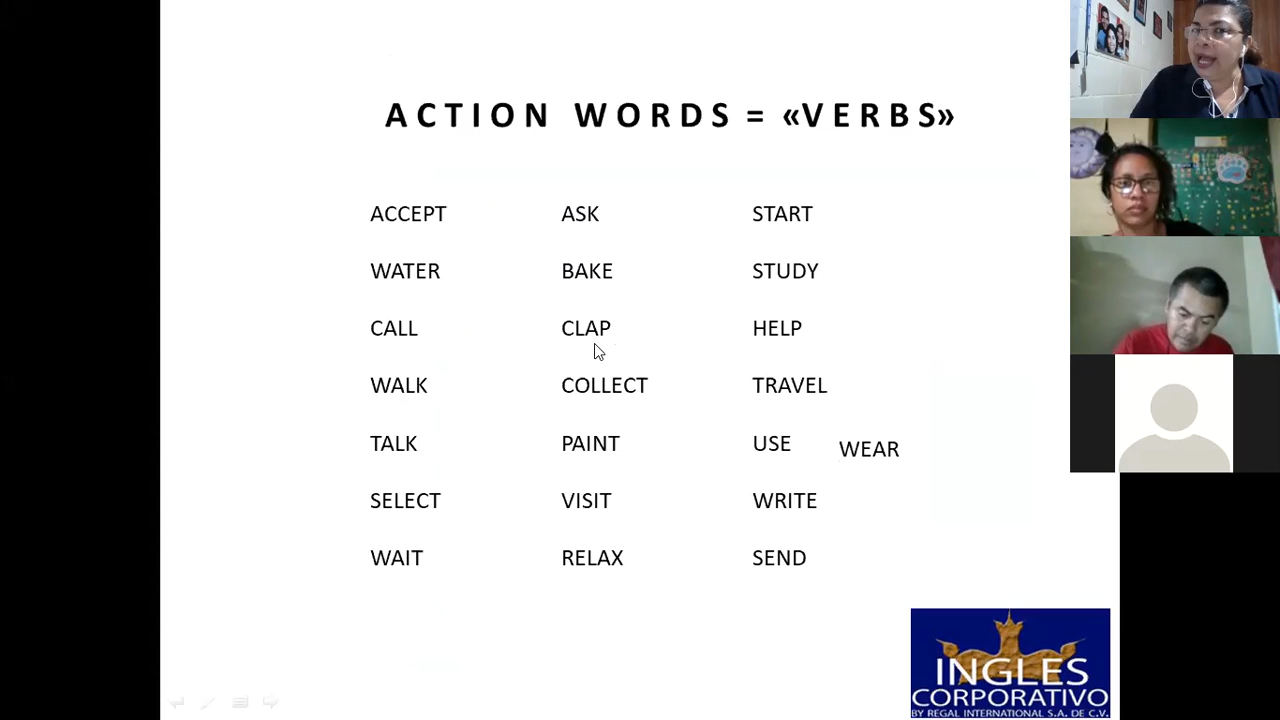 ACTION WORDS = «VERBS»
ACCEPT ASK START
WATER BAKE STUDY
CALL CLAP HELP
WALK COLLECT TRAVEL
TALK PAINT USE WEAR
SELECT VISIT WRITE
WAIT RELAX SEND
INGLES
CORPORATIVO
BY REGAL INTERNATIONAL S.A. DE C.V.